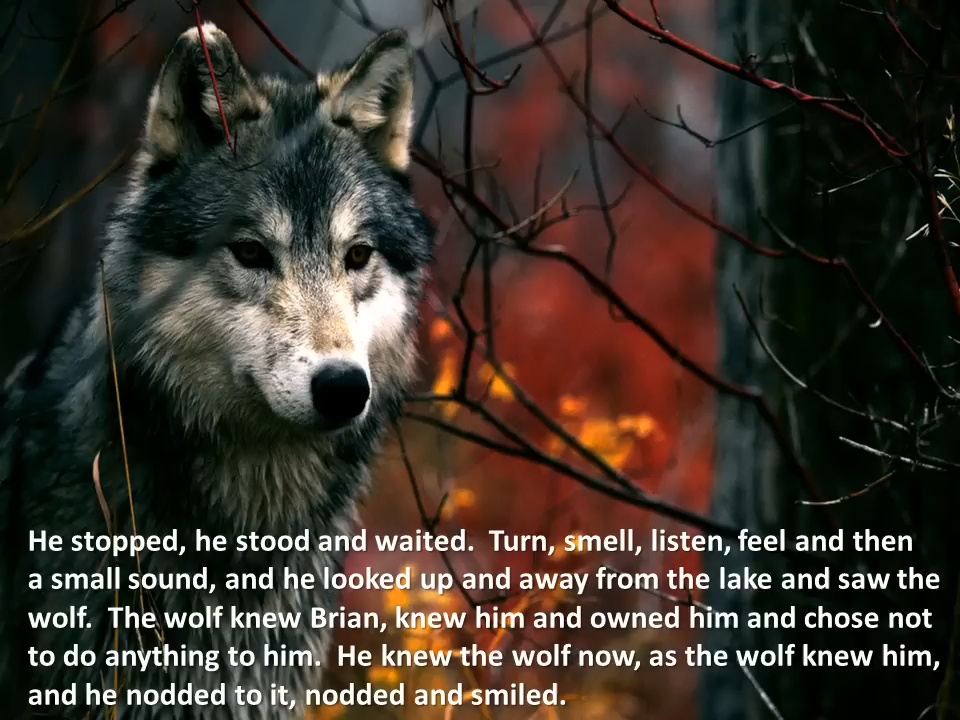 He stopped, he stood and waited.  Turn, smell, listen, feel and then
a small sound, and he looked up and away from the lake and saw the
wolf.  The wolf knew Brian, knew him and owned him and chose not
to do anything to him.  He knew the wolf now, as the wolf knew him,
and he nodded to it, nodded and smiled.